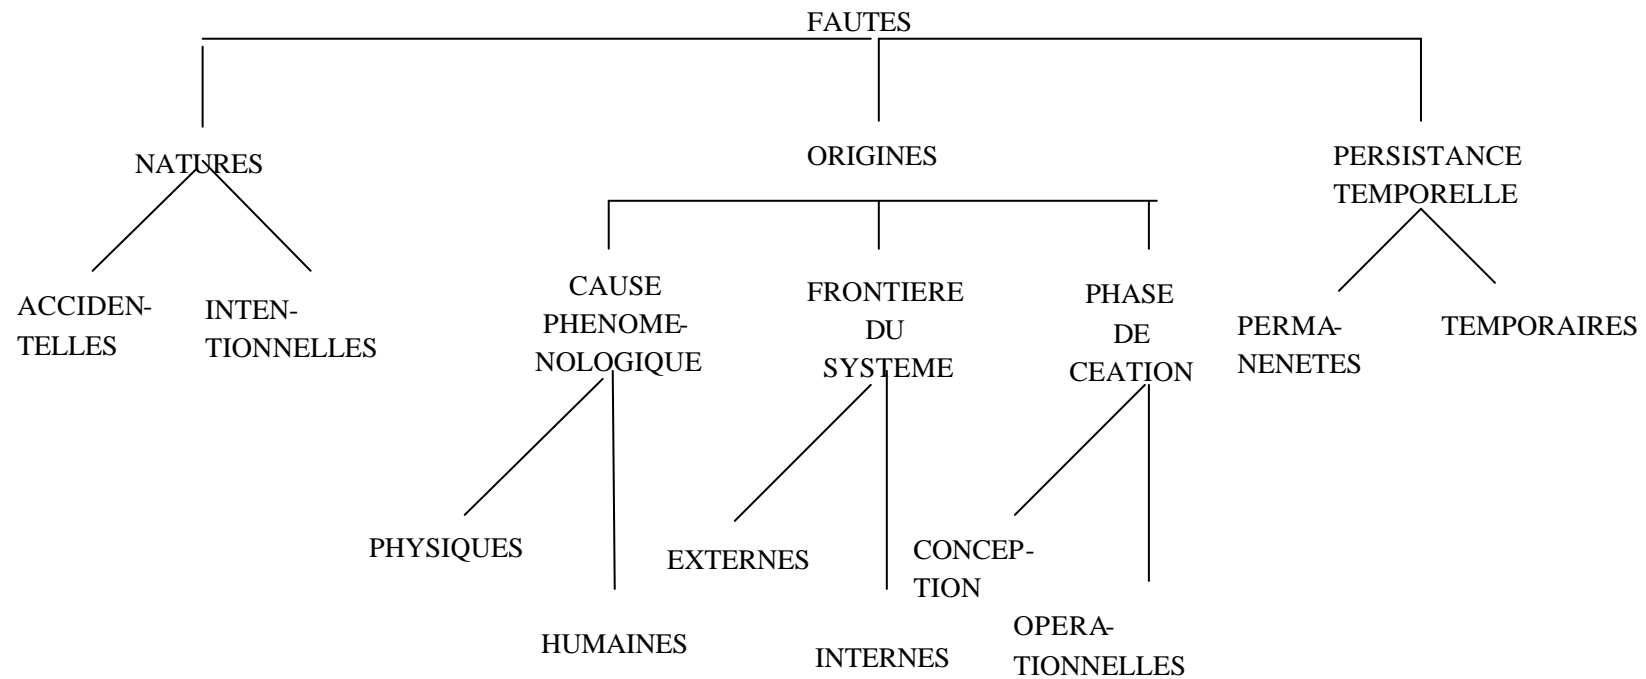 FAUTES
NATURES
ORIGINES
PERSISTANCE
TEMPORELLE
ACCIDEN-
TELLES
INTEN-
TIONNELLES
CAUSE
PHENOME-
NOLOGIQUE
FRONTIERE
DU
SYSTEME
PHASE
DE
CEATION
PERMA-
NENETES
TEMPORAIRES
PHYSIQUES
HUMAINES
EXTERNES
INTERNES
CONCEP-
TION
OPERA-
TIONNELLES